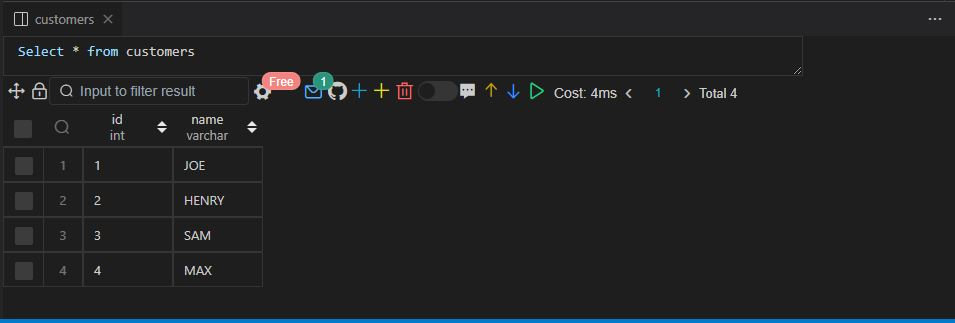 customers
Select * from customers
Input to filter result Free 1 Cost: 4ms 1 Total 4
id name
int varchar
1 1 JOE
2 2 HENRY
3 3 SAM
4 4 MAX